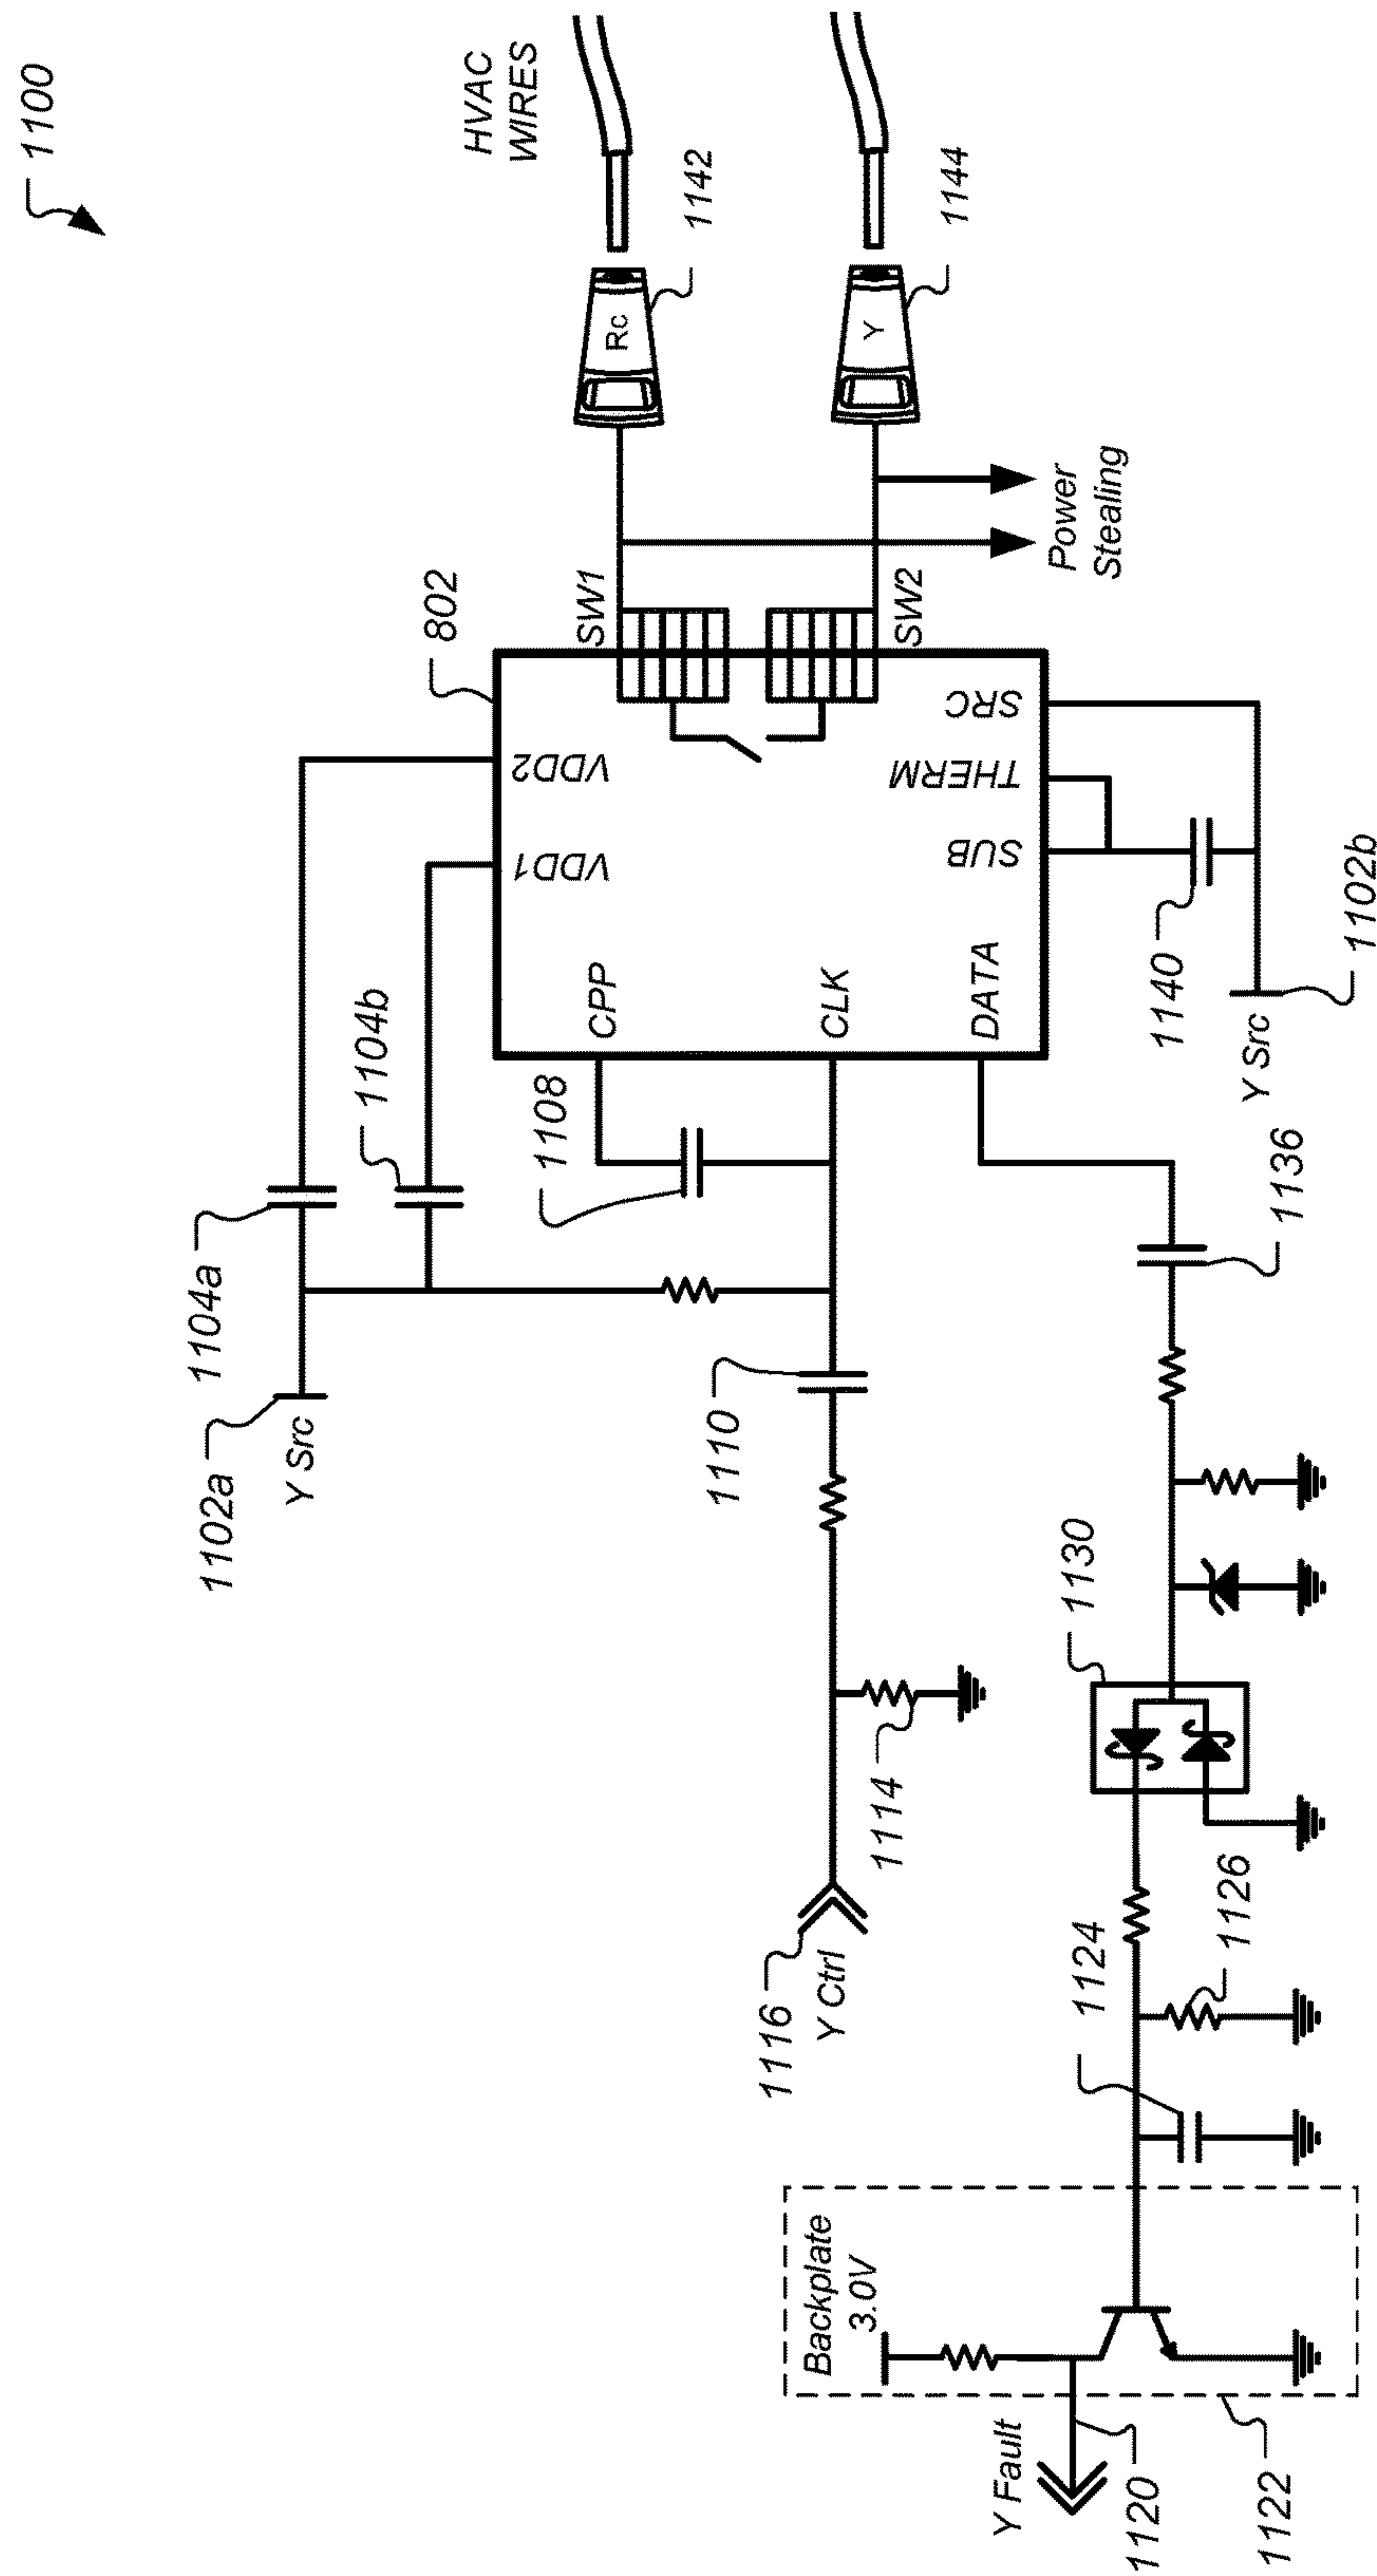 1100
HVAC
WIRES
1142
1144
Rc
Y
Power
Stealing
802
SW1
SW2
VDD2
VDD1
SRC
THERM
SUB
CPP
CLK
DATA
1104b
1108
1140
Y Src
1102b
1104a
1136
1102a
Y Src
1110
1130
1114
1116
Y Ctrl
1124
1126
Backplate
3.0V
Y Fault
1120
1122